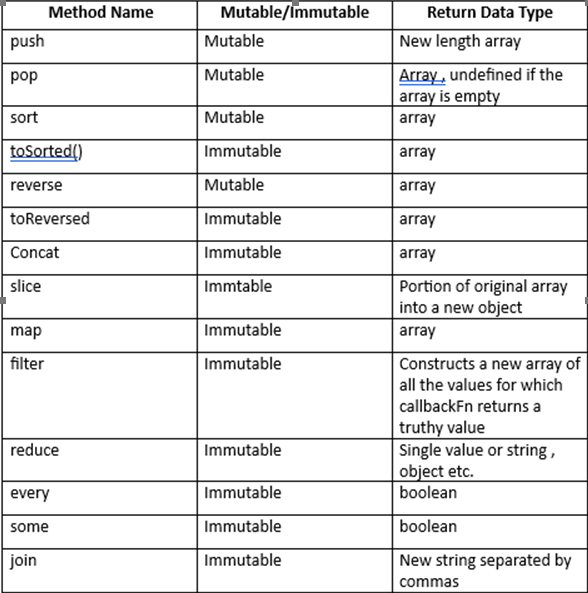 Method Name Mutable/Immutable Return Data Type
push Mutable New length array
pop Mutable Array , undefined if the
array is empty
sort Mutable array
toSorted() Immutable array
reverse Mutable array
toReversed Immutable array
Concat Immutable array
slice Immtable Portion of original array
into a new object
map Immutable array
filter Immutable Constructs a new array of
all the values for which
callbackFn returns a
truthy value
reduce Immutable Single value or string ,
object etc.
every Immutable boolean
some Immutable boolean
join Immutable New string separated by
commas